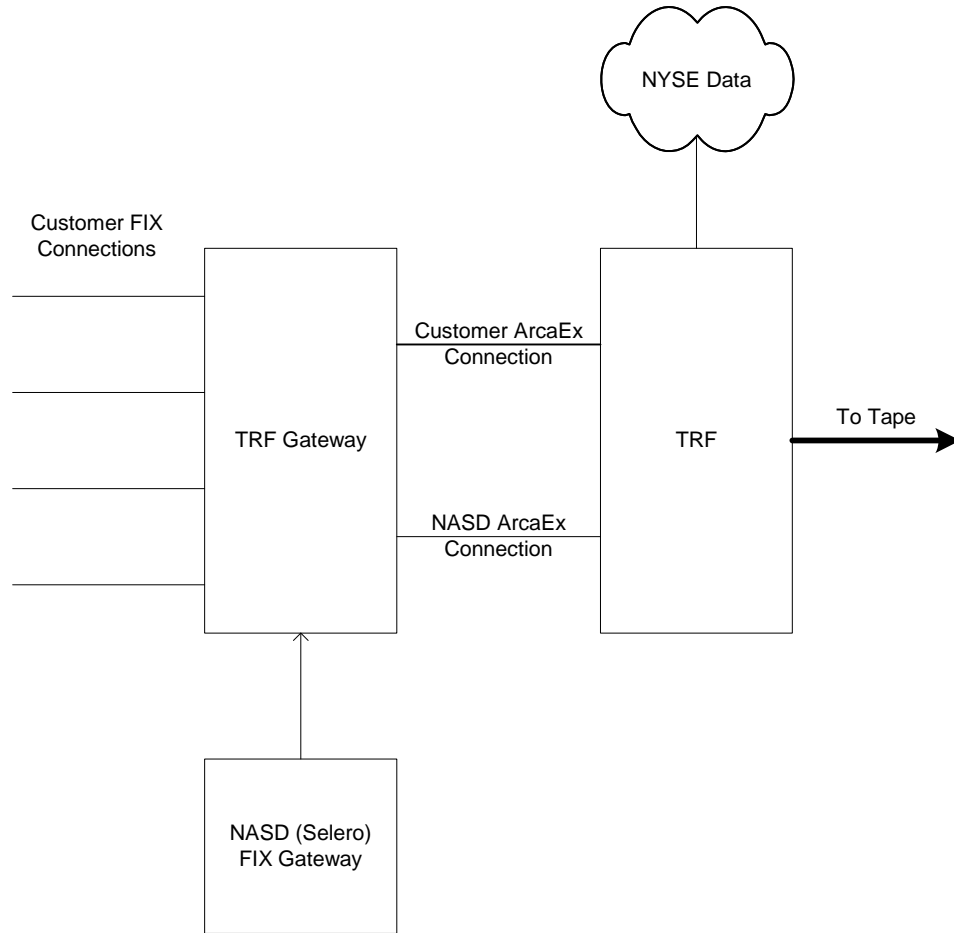 NYSE Data
Customer FIX
Connections
Customer ArcaEx
Connection
TRF Gateway
TRF
To Tape
NASD ArcaEx
Connection
NASD (Selero)
FIX Gateway